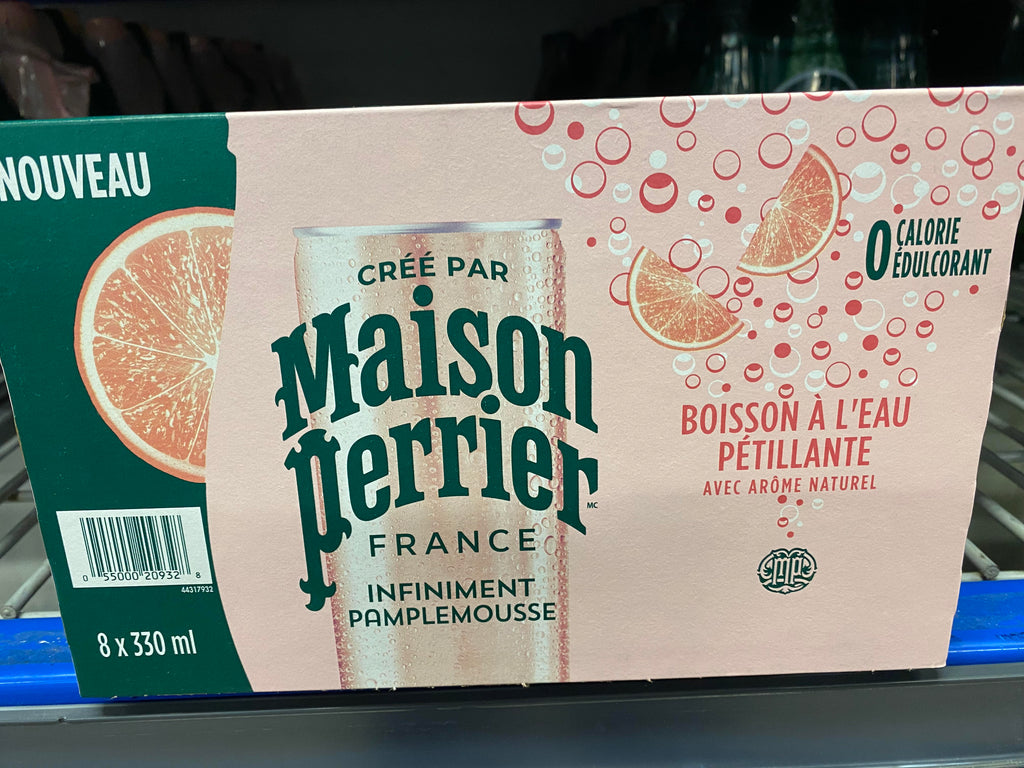 NOUVEAU
CRÉÉ PAR
Maison
perrier
MC
FRANCE
INFINIMENT
PAMPLEMOUSSE
0 CALORIE
ÉDULCORANT
BOISSON À L'EAU
PÉTILLANTE
AVEC ARÔME NATUREL
MP
0 55000 20932 8
44317932
8 x 330 ml